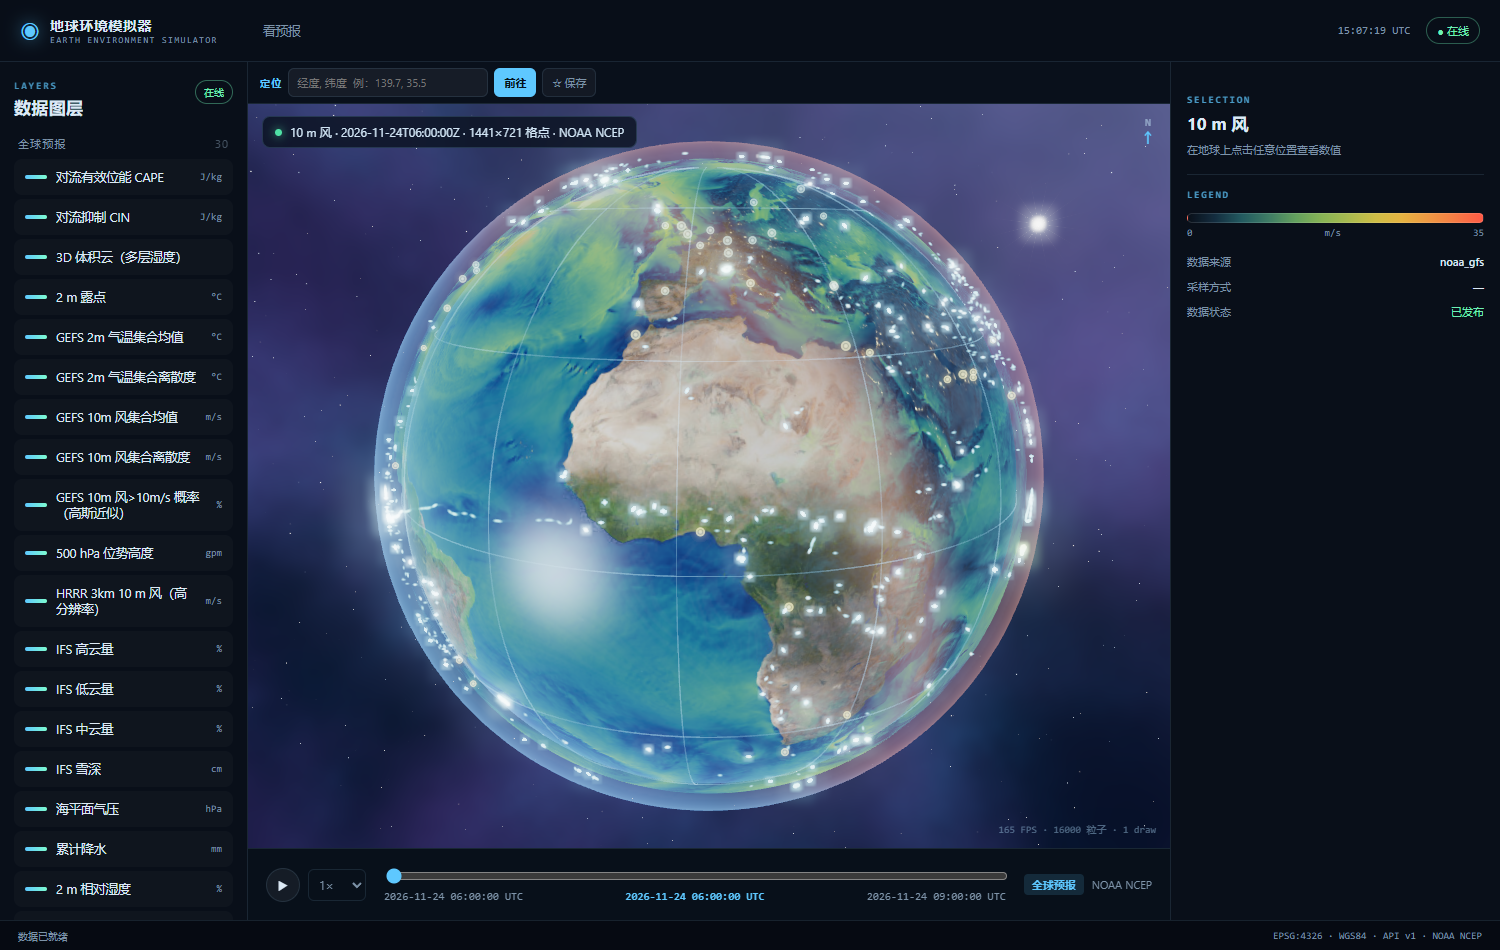 地球环境模拟器
EARTH ENVIRONMENT SIMULATOR
看预报
15:07:19 UTC
● 在线
LAYERS
数据图层
在线
全球预报 30
对流有效位能 CAPE J/kg
对流抑制 CIN J/kg
3D 体积云（多层湿度）
2 m 露点 °C
GEFS 2m 气温集合均值 °C
GEFS 2m 气温集合离散度 °C
GEFS 10m 风集合均值 m/s
GEFS 10m 风集合离散度 m/s
GEFS 10m 风>10m/s 概率
（高斯近似） %
500 hPa 位势高度 gpm
HRRR 3km 10 m 风（高
分辨率） m/s
IFS 高云量 %
IFS 低云量 %
IFS 中云量 %
IFS 雪深 cm
海平面气压 hPa
累计降水 mm
2 m 相对湿度 %
定位 经度, 纬度 例: 139.7, 35.5 前往 ☆ 保存
10 m 风 · 2026-11-24T06:00:00Z · 1441×721 格点 · NOAA NCEP
N
↑
165 FPS · 16000 粒子 · 1 draw
1×
2026-11-24 06:00:00 UTC 2026-11-24 06:00:00 UTC 2026-11-24 09:00:00 UTC
全球预报 NOAA NCEP
SELECTION
10 m 风
在地球上点击任意位置查看数值
LEGEND
0 m/s 35
数据来源 noaa_gfs
采样方式 —
数据状态 已发布
数据已就绪
EPSG:4326 · WGS84 · API v1 · NOAA NCEP